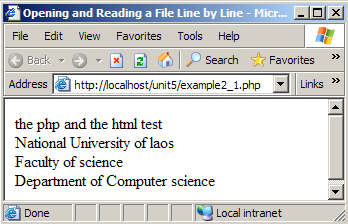 Opening and Reading a File Line by Line - Micr...
File Edit View Favorites Tools Help
Back Search Favorites
Address http://localhost/unit5/example2_1.php Links
the php and the html test
National University of laos
Faculty of science
Department of Computer science
Done Local intranet